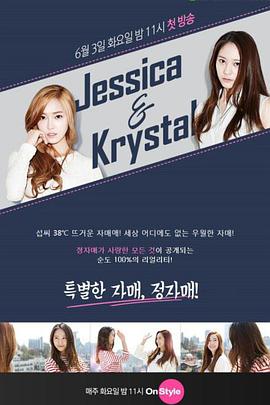 6월 3일 화요일 밤 11시 첫 방송
Jessica
&
Krystal
섭씨 38℃ 뜨거운 자매애! 세상 어디에도 없는 우월한 자매!
정자매가 사랑한 모든 것이 공개되는
순도 100%의 리얼리티!
특별한 자매, 정자매!
매주 화요일 밤 11시 OnStyle